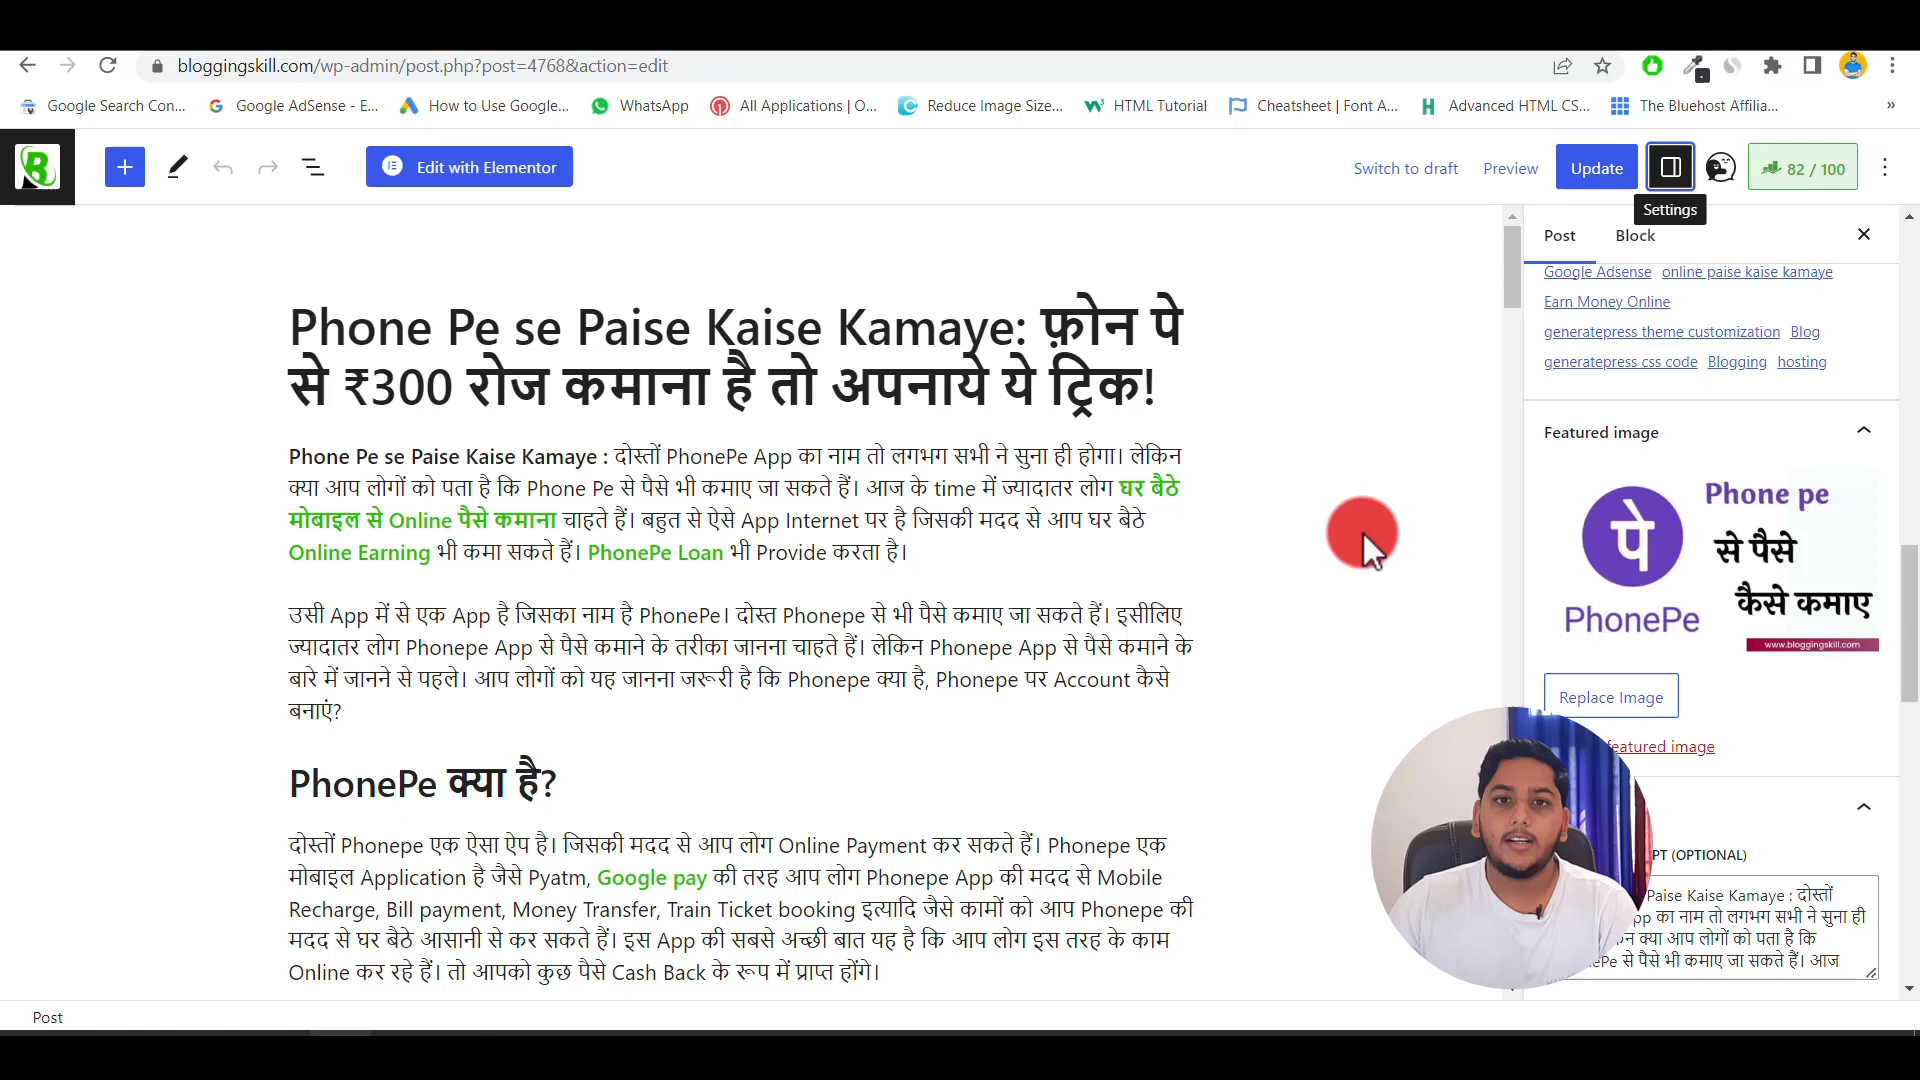 bloggingskill.com/wp-admin/post.php?post=4768&action=edit
Google Search Con...
Google AdSense - E...
How to Use Google...
WhatsApp
All Applications | O...
Reduce Image Size...
HTML Tutorial
Cheatsheet | Font A...
Advanced HTML CS...
The Bluehost Affilia...
»
Edit with Elementor
Switch to draft
Preview
Update
82 / 100
Settings
Post
Block
Google Adsense online paise kaise kamaye
Earn Money Online
generatepress theme customization Blog
generatepress css code Blogging hosting
Featured image
Phone pe
से पैसे
कैसे कमाए
पे
PhonePe
www.bloggingskill.com
Replace Image
featured image
PT (OPTIONAL)
Paise Kaise Kamaye : दोस्तों
का नाम तो लगभग सभी ने सुना ही
क्या आप लोगों को पता है कि
ePe से पैसे भी कमाए जा सकते हैं। आज
Phone Pe se Paise Kaise Kamaye: फ़ोन पे
से ₹300 रोज कमाना है तो अपनाये ये ट्रिक!
Phone Pe se Paise Kaise Kamaye : दोस्तों PhonePe App का नाम तो लगभग सभी ने सुना ही होगा। लेकिन
क्या आप लोगों को पता है कि Phone Pe से पैसे भी कमाए जा सकते हैं। आज के time में ज्यादातर लोग घर बैठे
मोबाइल से Online पैसे कमाना चाहते हैं। बहुत से ऐसे App Internet पर है जिसकी मदद से आप घर बैठे
Online Earning भी कमा सकते हैं। PhonePe Loan भी Provide करता है।
उसी App में से एक App है जिसका नाम है PhonePe। दोस्त Phonepe से भी पैसे कमाए जा सकते हैं। इसीलिए
ज्यादातर लोग Phonepe App से पैसे कमाने के तरीका जानना चाहते हैं। लेकिन Phonepe App से पैसे कमाने के
बारे में जानने से पहले। आप लोगों को यह जानना जरूरी है कि Phonepe क्या है, Phonepe पर Account कैसे
बनाएं?
PhonePe क्या है?
दोस्तों Phonepe एक ऐसा ऐप है। जिसकी मदद से आप लोग Online Payment कर सकते हैं। Phonepe एक
मोबाइल Application है जैसे Pyatm, Google pay की तरह आप लोग Phonepe App की मदद से Mobile
Recharge, Bill payment, Money Transfer, Train Ticket booking इत्यादि जैसे कामों को आप Phonepe की
मदद से घर बैठे आसानी से कर सकते हैं। इस App की सबसे अच्छी बात यह है कि आप लोग इस तरह के काम
Online कर रहे हैं। तो आपको कुछ पैसे Cash Back के रूप में प्राप्त होंगे।
Post